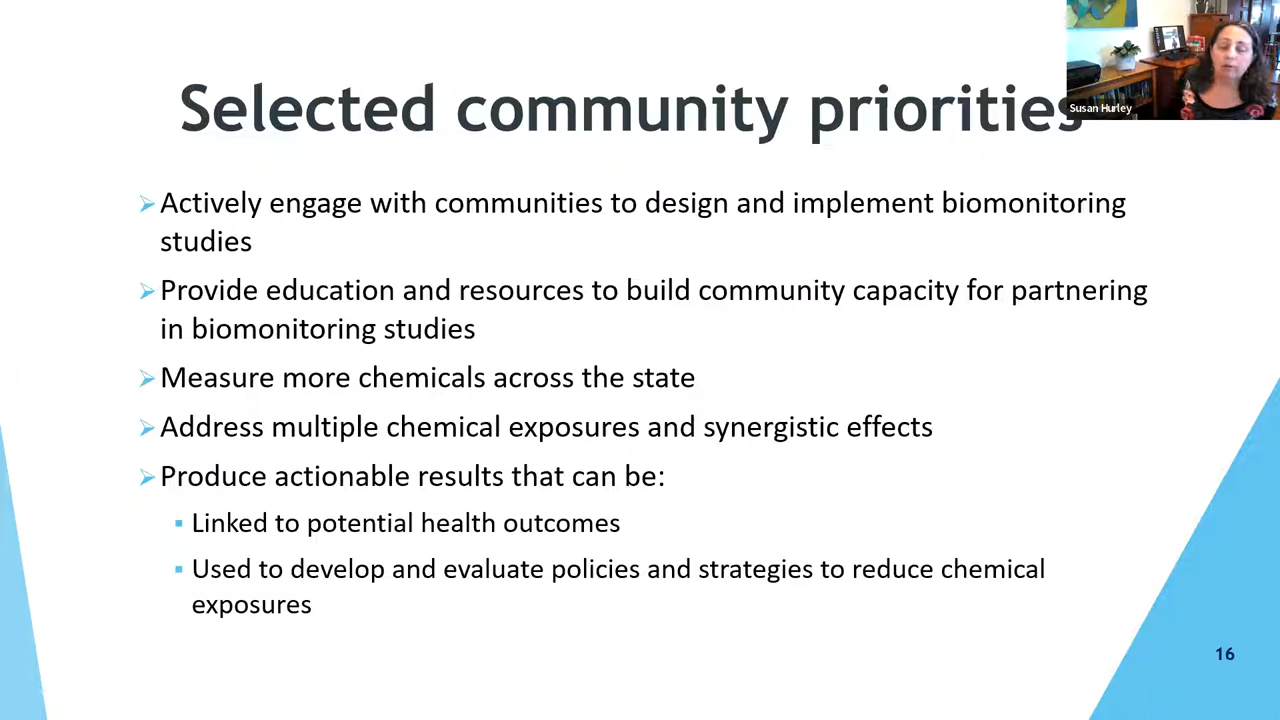 Selected community priorities
Susan Hurley
➢Actively engage with communities to design and implement biomonitoring
studies
➢Provide education and resources to build community capacity for partnering
in biomonitoring studies
➢Measure more chemicals across the state
➢Address multiple chemical exposures and synergistic effects
➢Produce actionable results that can be:
▪ Linked to potential health outcomes
▪ Used to develop and evaluate policies and strategies to reduce chemical
exposures
16